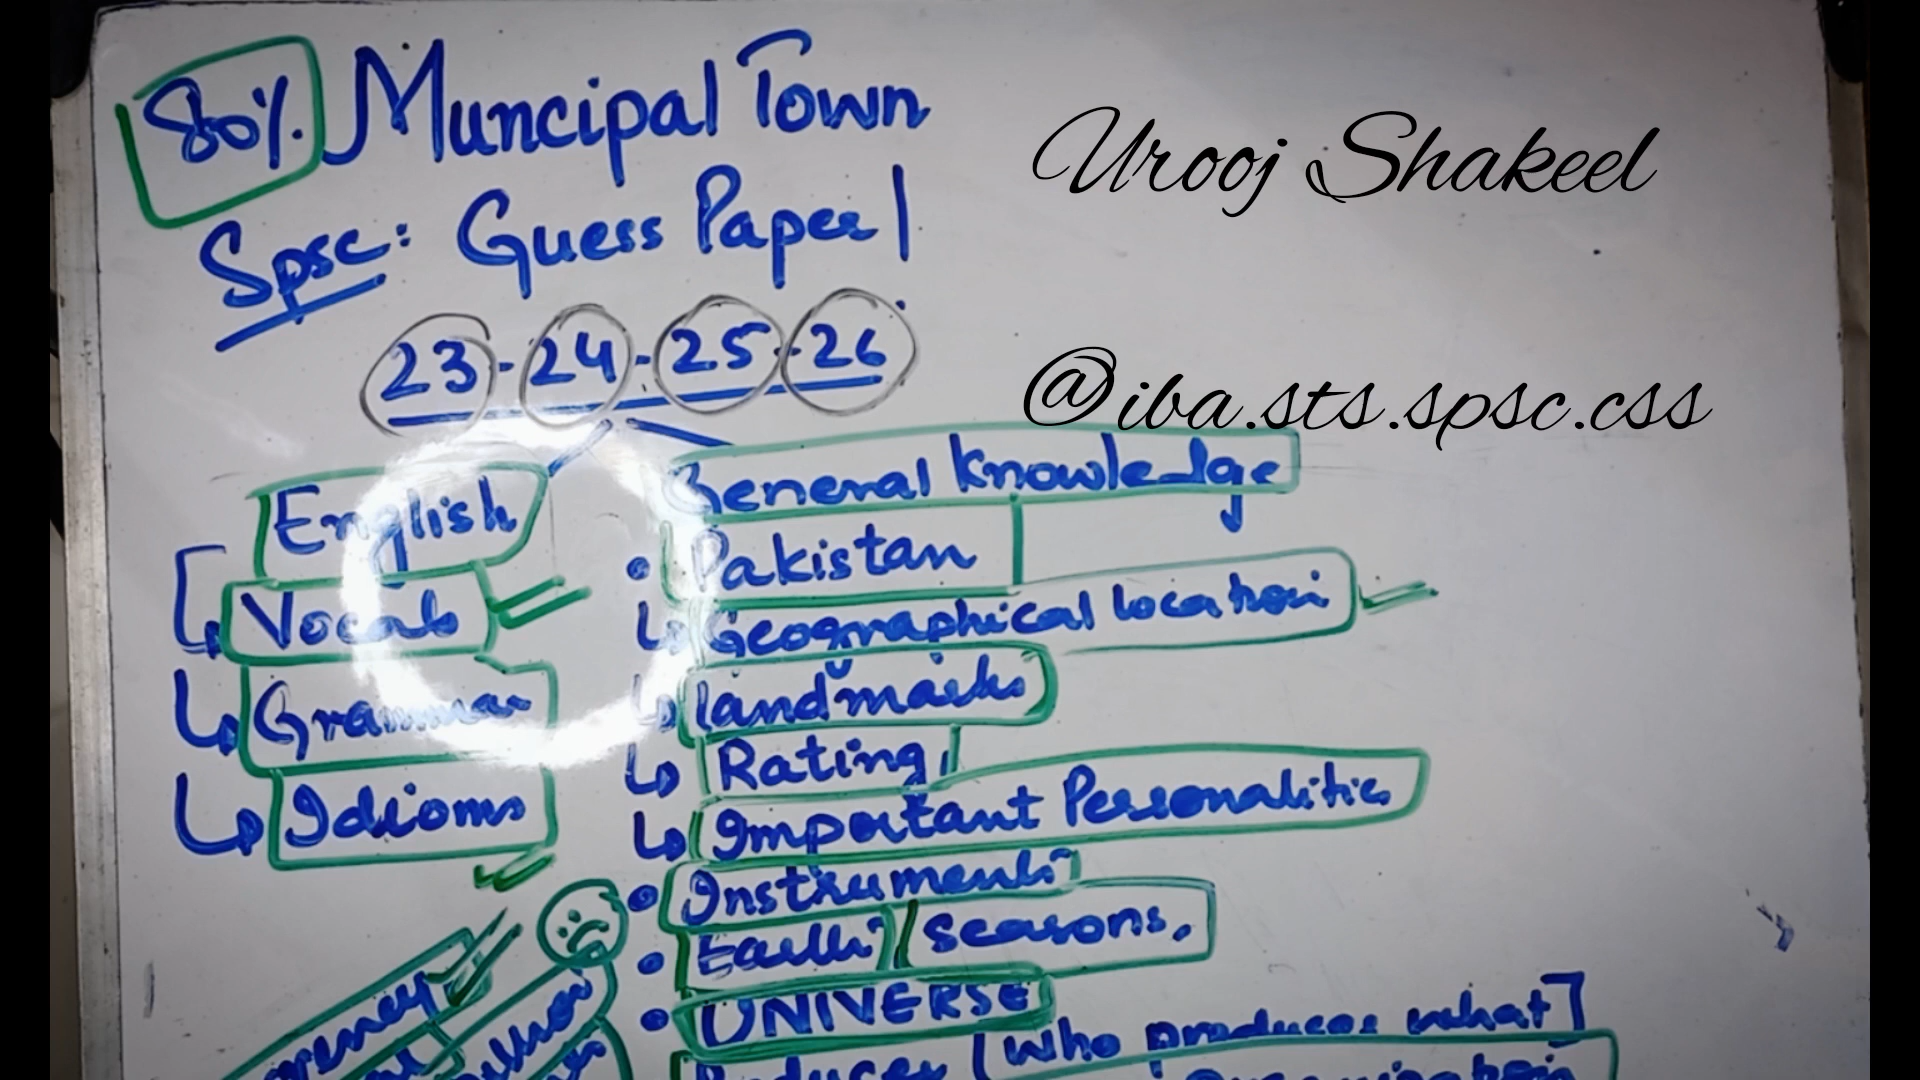 80% Muncipal Town
Spsc: Guess Paper
Urooj Shakeel
23-24-25-26
@iba.sts.spsc.css
English
Vocab
Grammar
Idioms
General Knowledge
Pakistan
Geographical location
landmarks
Rating,
Important Personalities
Instruments
Earth / seasons.
UNIVERSE
(Who produces what]